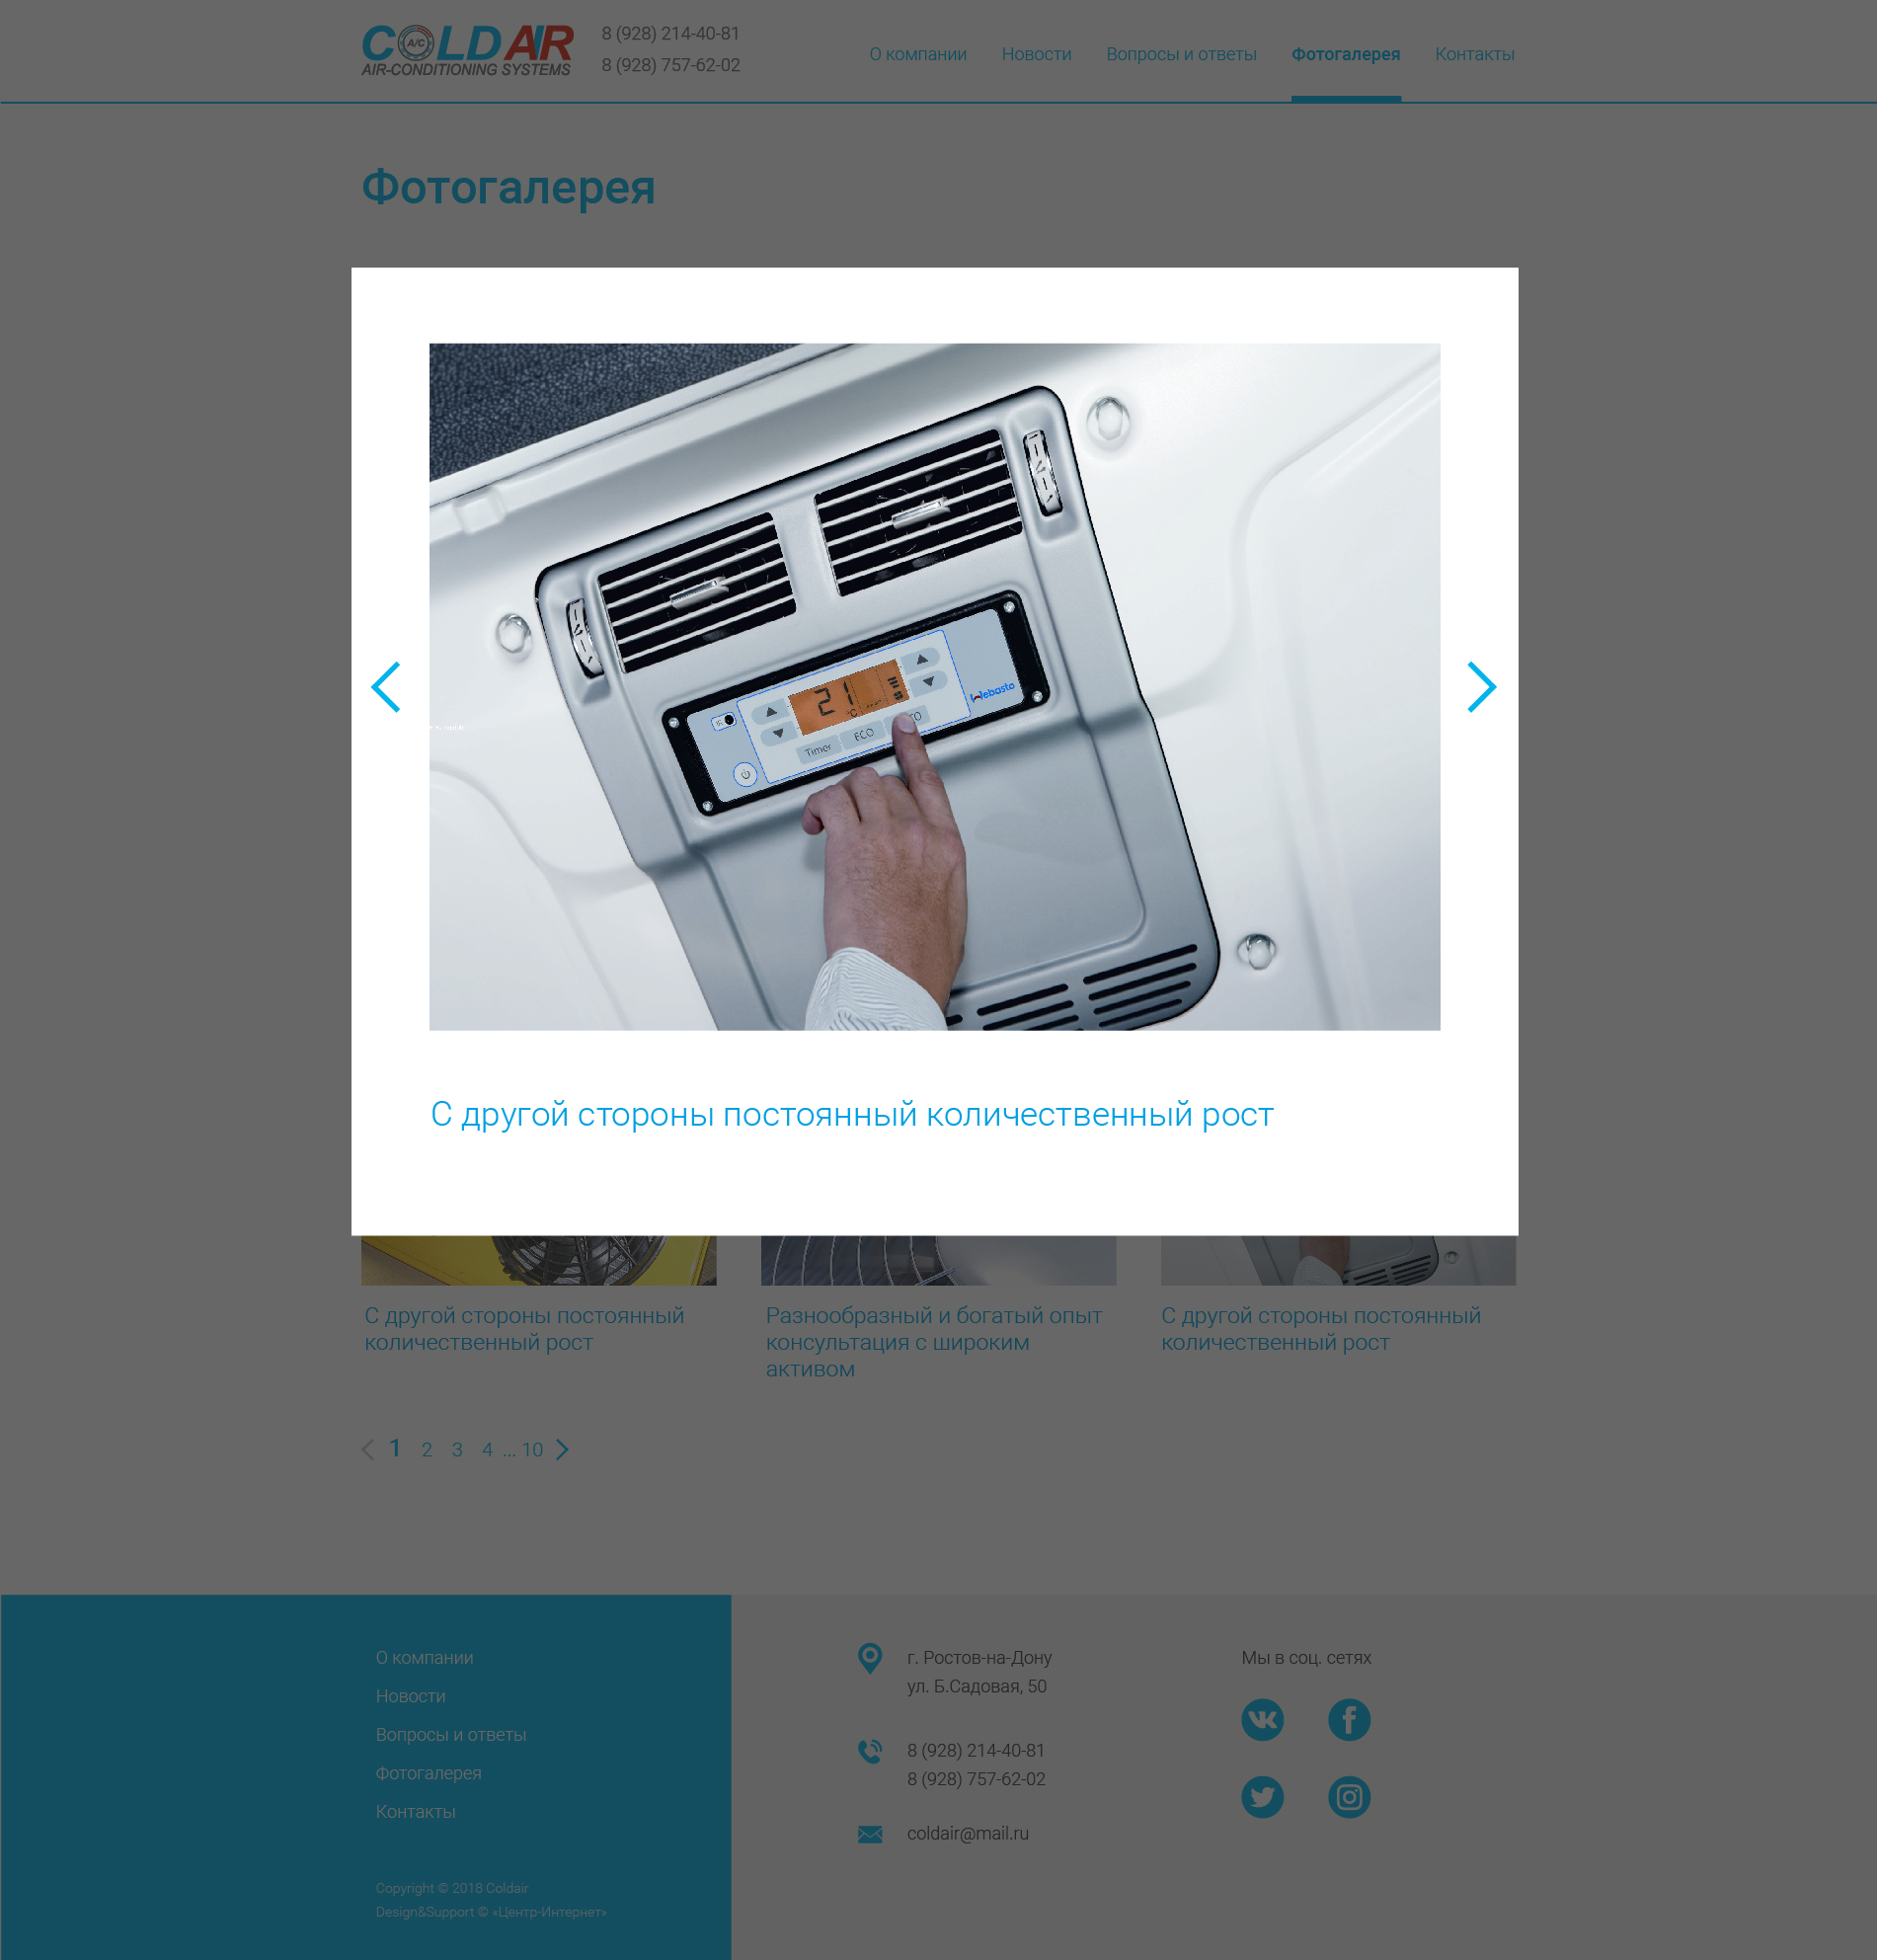 COLD AIR
A/C
AIR-CONDITIONING SYSTEMS
8 (928) 214-40-81
8 (928) 757-62-02
О компании
Новости
Вопросы и ответы
Фотогалерея
Контакты
Фотогалерея
21
°C
Webasto
Timer
ECO
С другой стороны постоянный количественный рост
С другой стороны постоянный
количественный рост
Разнообразный и богатый опыт
консультация с широким
активом
С другой стороны постоянный
количественный рост
1 2 3 4 ... 10
О компании
Новости
Вопросы и ответы
Фотогалерея
Контакты
Copyright © 2018 Coldair
Design&Support © «Центр-Интернет»
г. Ростов-на-Дону
ул. Б.Садовая, 50
8 (928) 214-40-81
8 (928) 757-62-02
coldair@mail.ru
Мы в соц. сетях